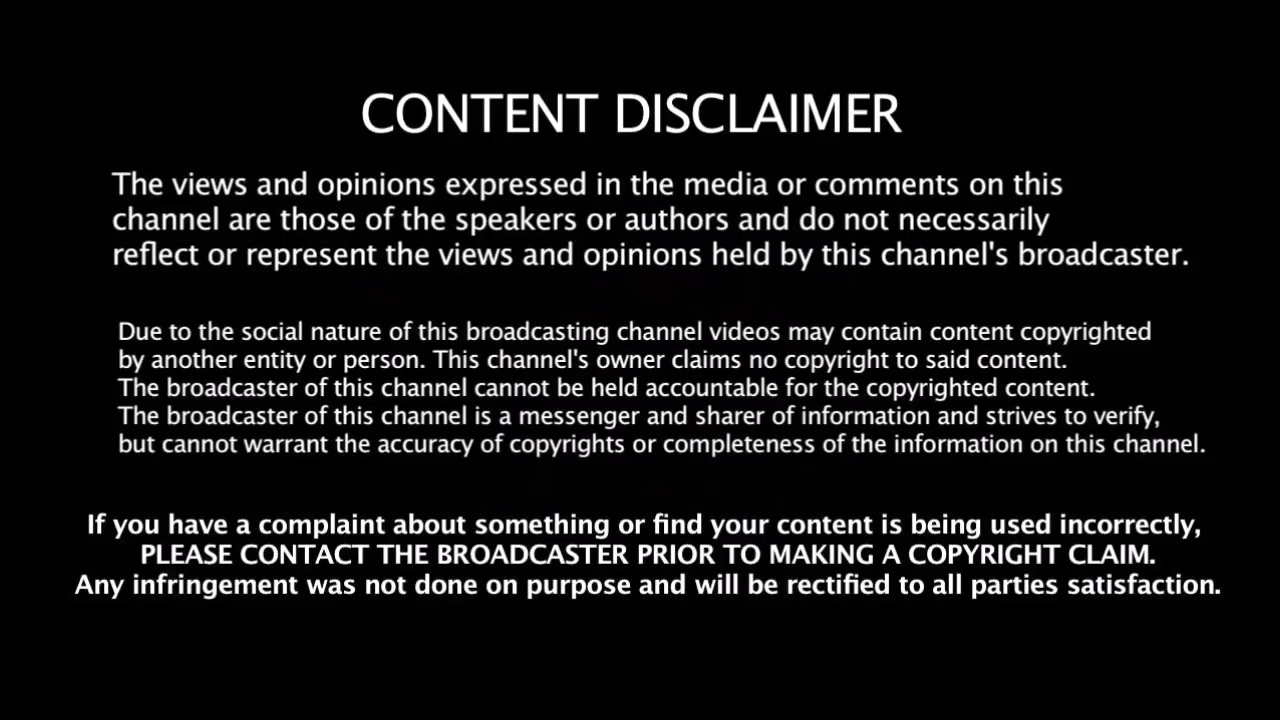 CONTENT DISCLAIMER
The views and opinions expressed in the media or comments on this
channel are those of the speakers or authors and do not necessarily
reflect or represent the views and opinions held by this channel's broadcaster.
Due to the social nature of this broadcasting channel videos may contain content copyrighted
by another entity or person. This channel's owner claims no copyright to said content.
The broadcaster of this channel cannot be held accountable for the copyrighted content.
The broadcaster of this channel is a messenger and sharer of information and strives to verify,
but cannot warrant the accuracy of copyrights or completeness of the information on this channel.
If you have a complaint about something or find your content is being used incorrectly,
PLEASE CONTACT THE BROADCASTER PRIOR TO MAKING A COPYRIGHT CLAIM.
Any infringement was not done on purpose and will be rectified to all parties satisfaction.